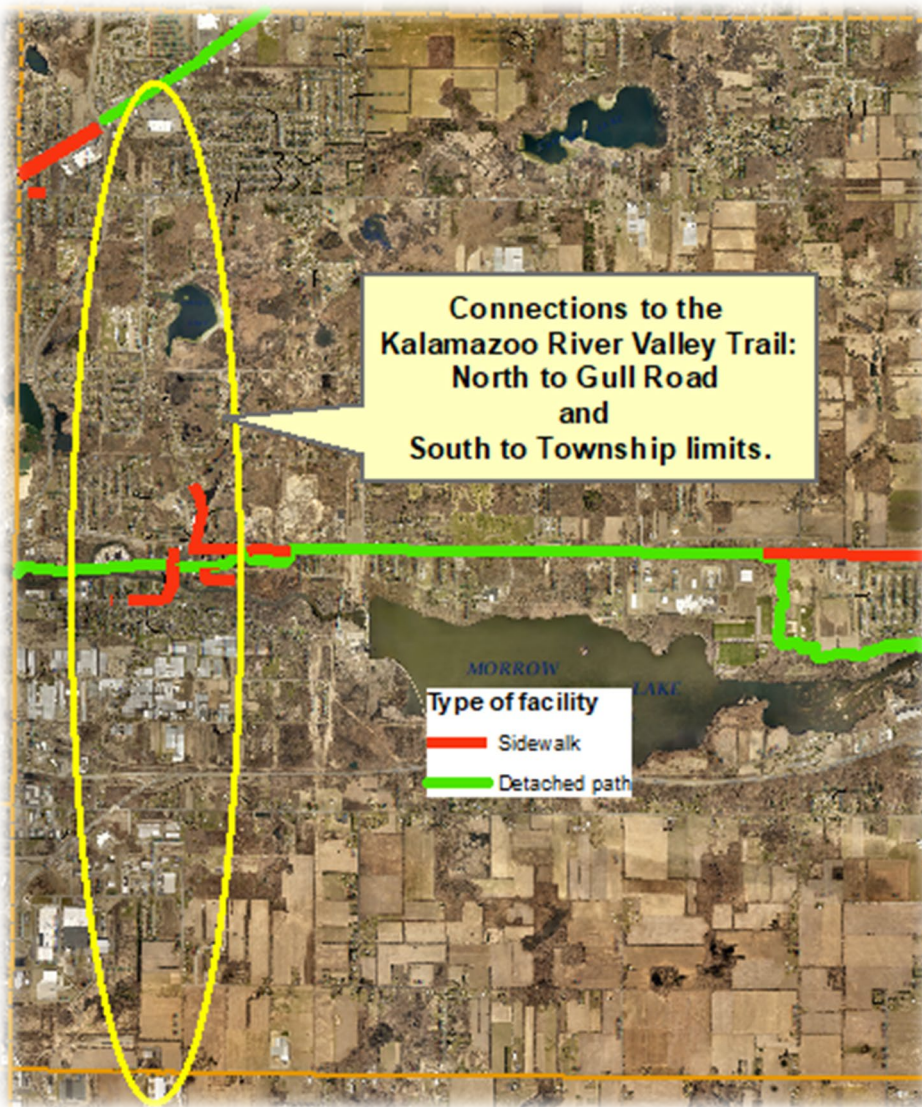 Connections to the
Kalamazoo River Valley Trail:
North to Gull Road
and
South to Township limits.
MORROW
LAKE
Type of facility
Sidewalk
Detached path